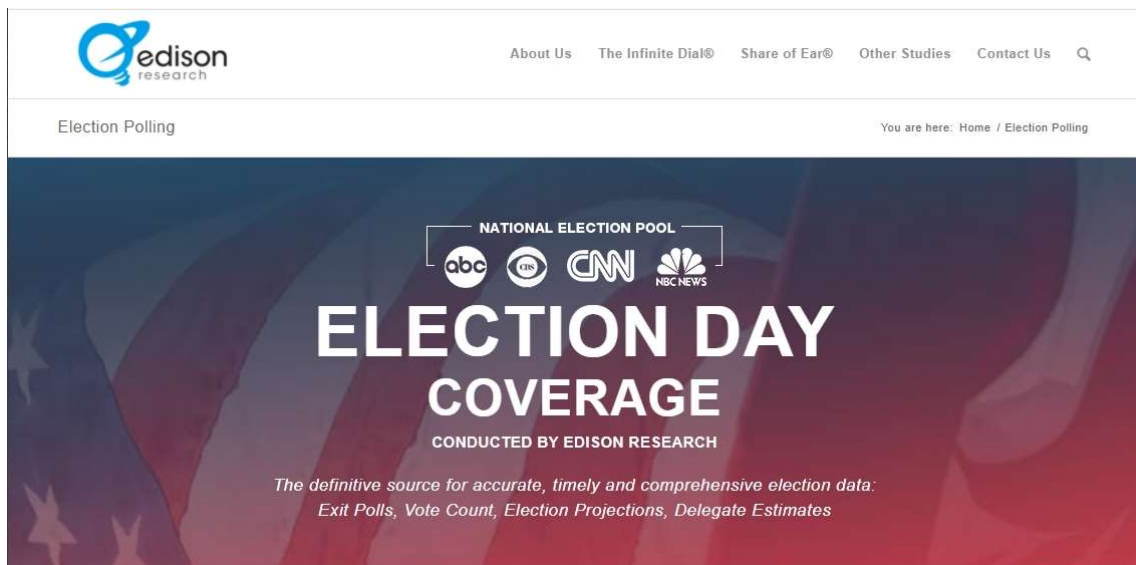 edison
research
About Us The Infinite Dial® Share of Ear® Other Studies Contact Us
Election Polling
You are here: Home / Election Polling
NATIONAL ELECTION POOL
abc CBS CNN NBC NEWS
ELECTION DAY
COVERAGE
CONDUCTED BY EDISON RESEARCH
The definitive source for accurate, timely and comprehensive election data:
Exit Polls, Vote Count, Election Projections, Delegate Estimates